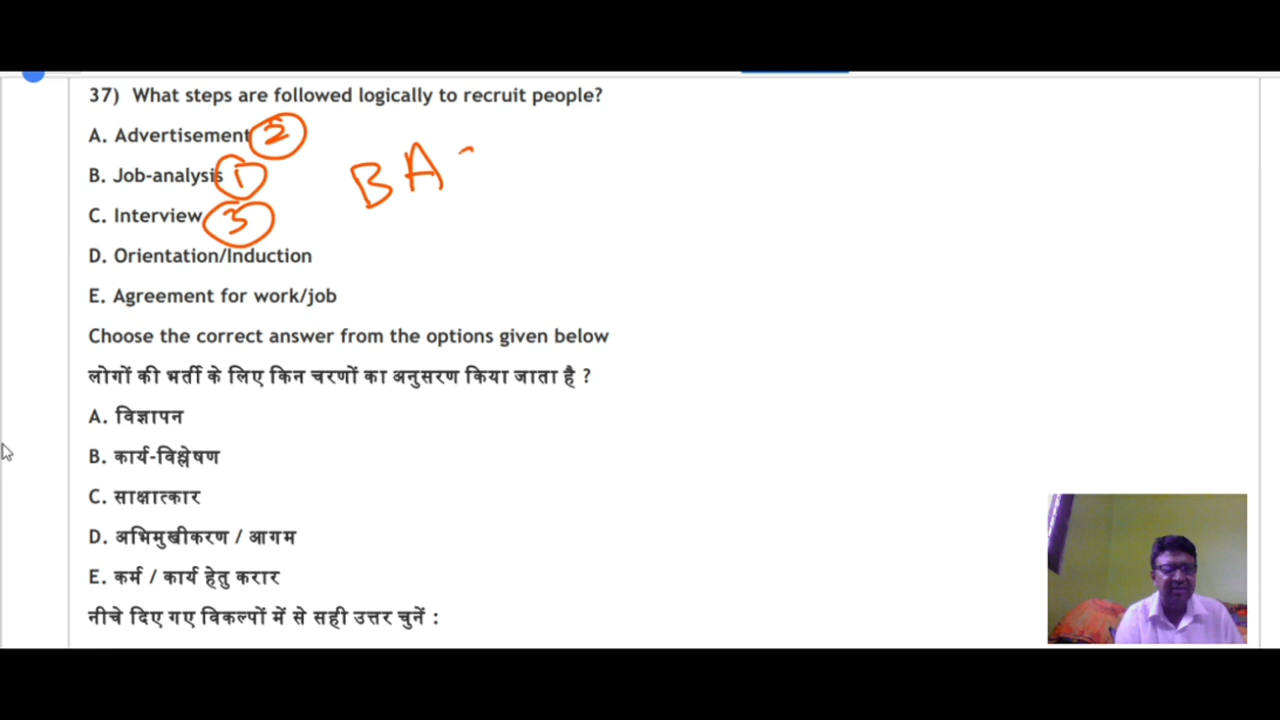 37) What steps are followed logically to recruit people?
A. Advertisement 2
B. Job-analysis 1
BA
C. Interview 3
D. Orientation/Induction
E. Agreement for work/job
Choose the correct answer from the options given below
लोगों की भर्ती के लिए किन चरणों का अनुसरण किया जाता है ?
A. विज्ञापन
B. कार्य-विश्लेषण
C. साक्षात्कार
D. अभिमुखीकरण / आगम
E. कर्म / कार्य हेतु करार
नीचे दिए गए विकल्पों में से सही उत्तर चुनें :